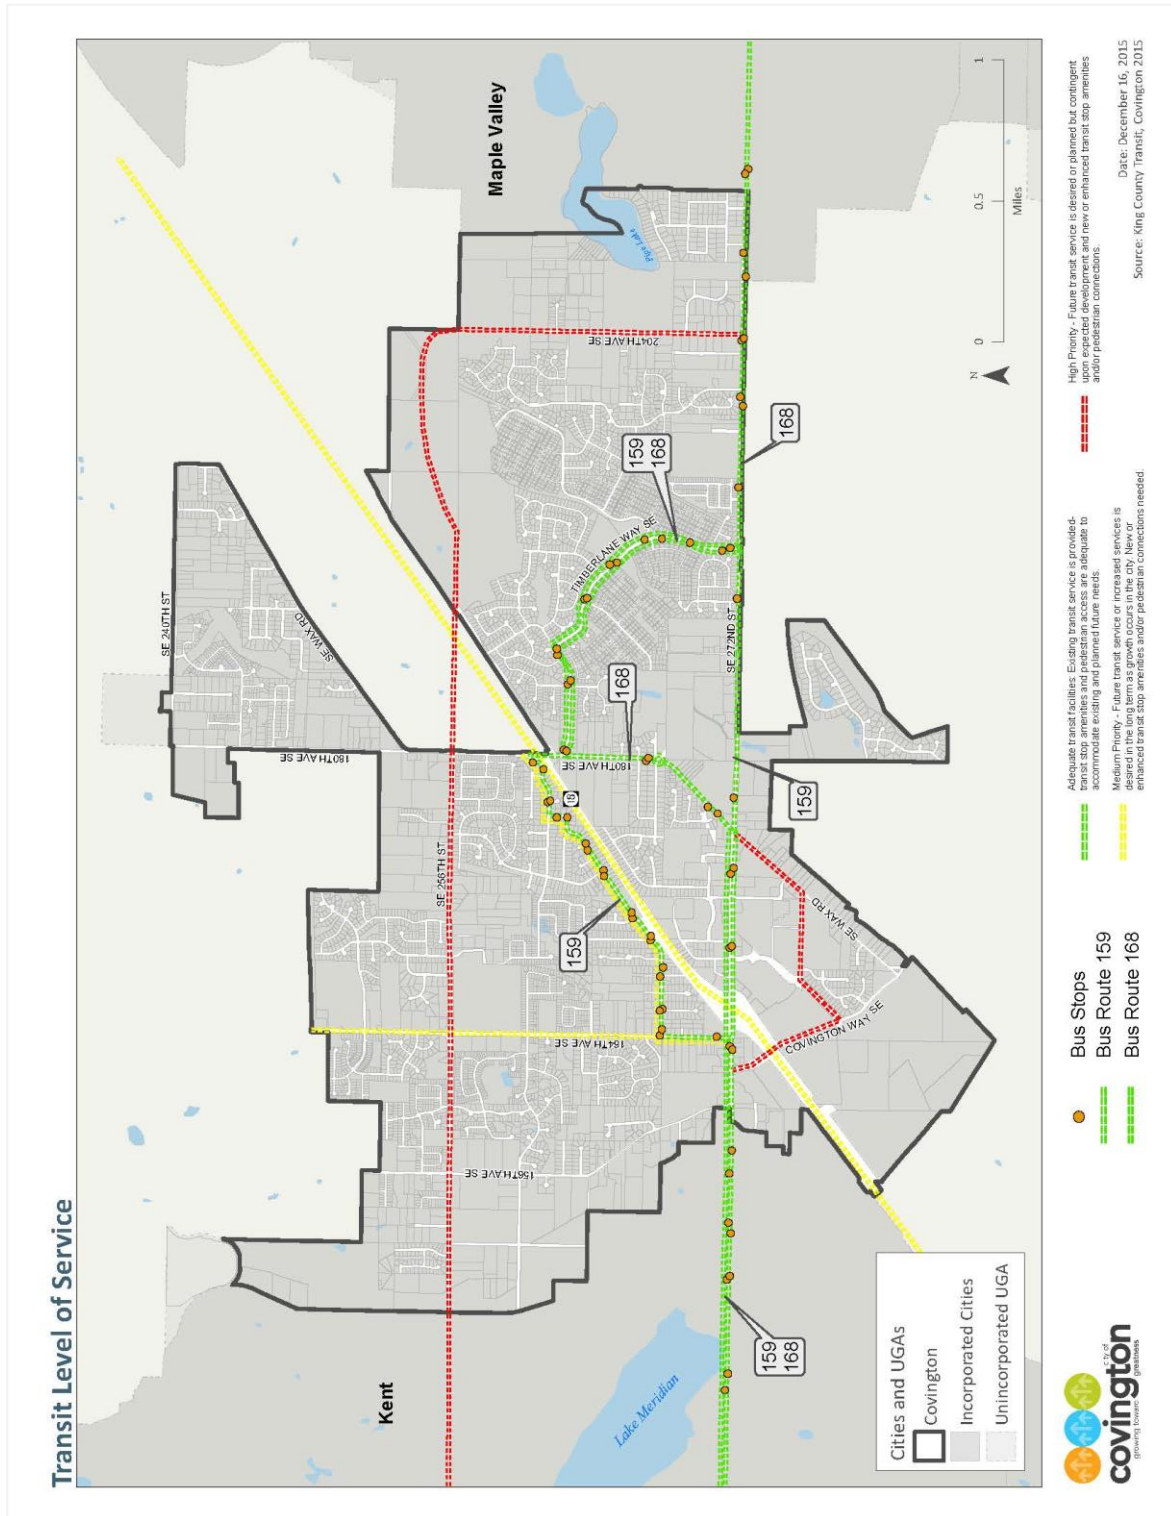 Transit Level of Service
Kent
Maple Valley
Lake Meridian
Pipe Lake
SE 240TH ST
SE WAX RD
180TH AVE SE
SE 256TH ST
164TH AVE SE
156TH AVE SE
204TH AVE SE
TIMBERLANE WAY SE
180TH AVE SE
SE 272ND ST
SE WAX RD
COVINGTON WAY SE
18
159
168
159
168
159
168
159
168
N
0
0.5
1
Miles
Cities and UGAs
Covington
Incorporated Cities
Unincorporated UGA
city of
covington
growing toward greatness
Bus Stops
Bus Route 159
Bus Route 168
Adequate transit facilities: Existing transit service is provided-
transit stop amenities and pedestrian access are adequate to
accommodate existing and planned future needs.
Medium Priority - Future transit service or increased services is
desired in the long term as growth occurs in the city. New or
enhanced transit stop amenities and/or pedestrian connections needed.
High Priority - Future transit service is desired or planned but contingent
upon expected development and new or enhanced transit stop amenities
and/or pedestrian connections.
Date: December 16, 2015
Source: King County Transit, Covington 2015